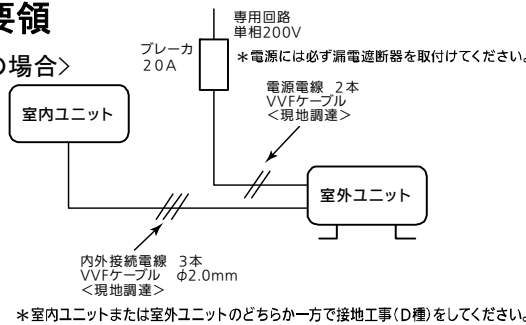 要領
の場合>
専用回路
単相200V
ブレーカ
20A
＊電源には必ず漏電遮断器を取付けてください。
電源電線 2本
VVFケーブル
<現地調達>
室内ユニット
室外ユニット
内外接続電線 3本
VVFケーブル φ2.0mm
<現地調達>
＊室内ユニットまたは室外ユニットのどちらか一方で接地工事(D種)をしてください。